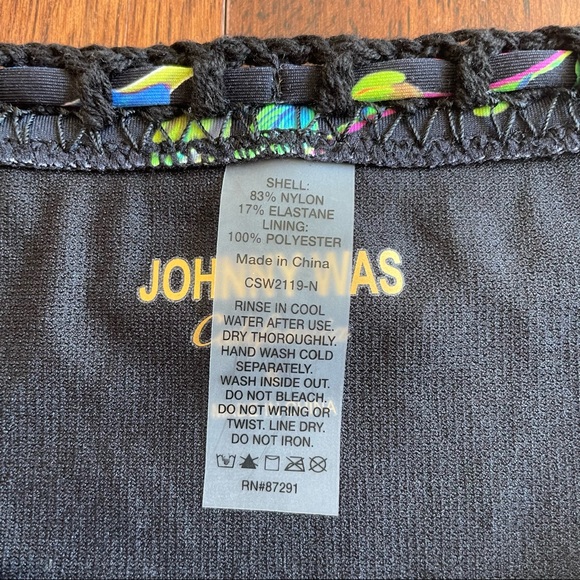 SHELL:
83% NYLON
17% ELASTANE
LINING:
100% POLYESTER
Made in China
CSW2119-N
JOHNNY WAS
RINSE IN COOL
WATER AFTER USE.
DRY THOROUGHLY.
HAND WASH COLD
SEPARATELY.
WASH INSIDE OUT.
DO NOT BLEACH.
DO NOT WRING OR
TWIST. LINE DRY.
DO NOT IRON.
RN#87291